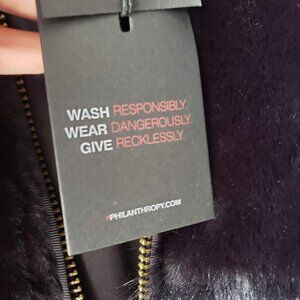 WASH RESPONSIBLY.
WEAR DANGEROUSLY.
GIVE RECKLESSLY.
#PHILANTHROPY.COM